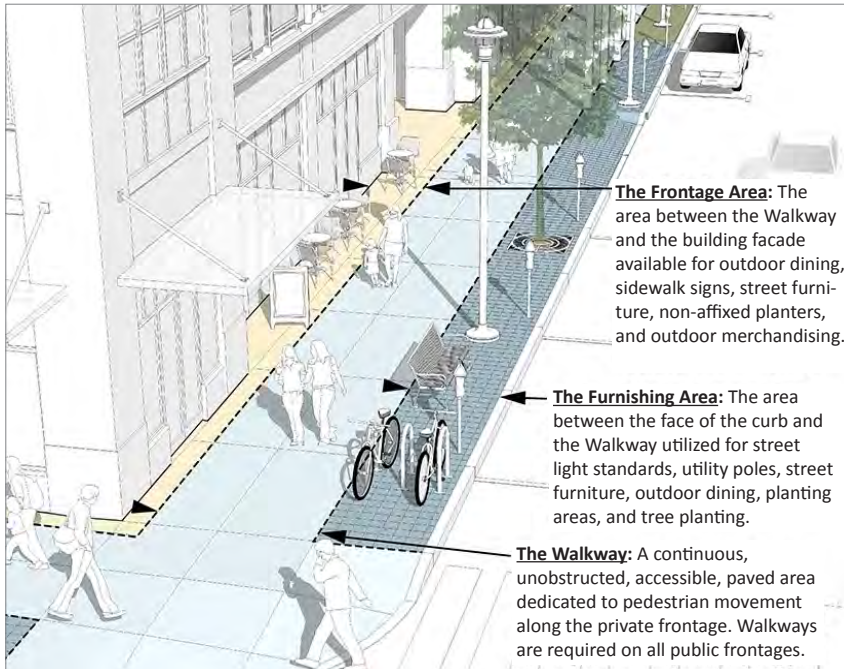 The Frontage Area: The
area between the Walkway
and the building facade
available for outdoor dining,
sidewalk signs, street furni-
ture, non-affixed planters,
and outdoor merchandising.
The Furnishing Area: The area
between the face of the curb and
the Walkway utilized for street
light standards, utility poles, street
furniture, outdoor dining, planting
areas, and tree planting.
The Walkway: A continuous,
unobstructed, accessible, paved area
dedicated to pedestrian movement
along the private frontage. Walkways
are required on all public frontages.